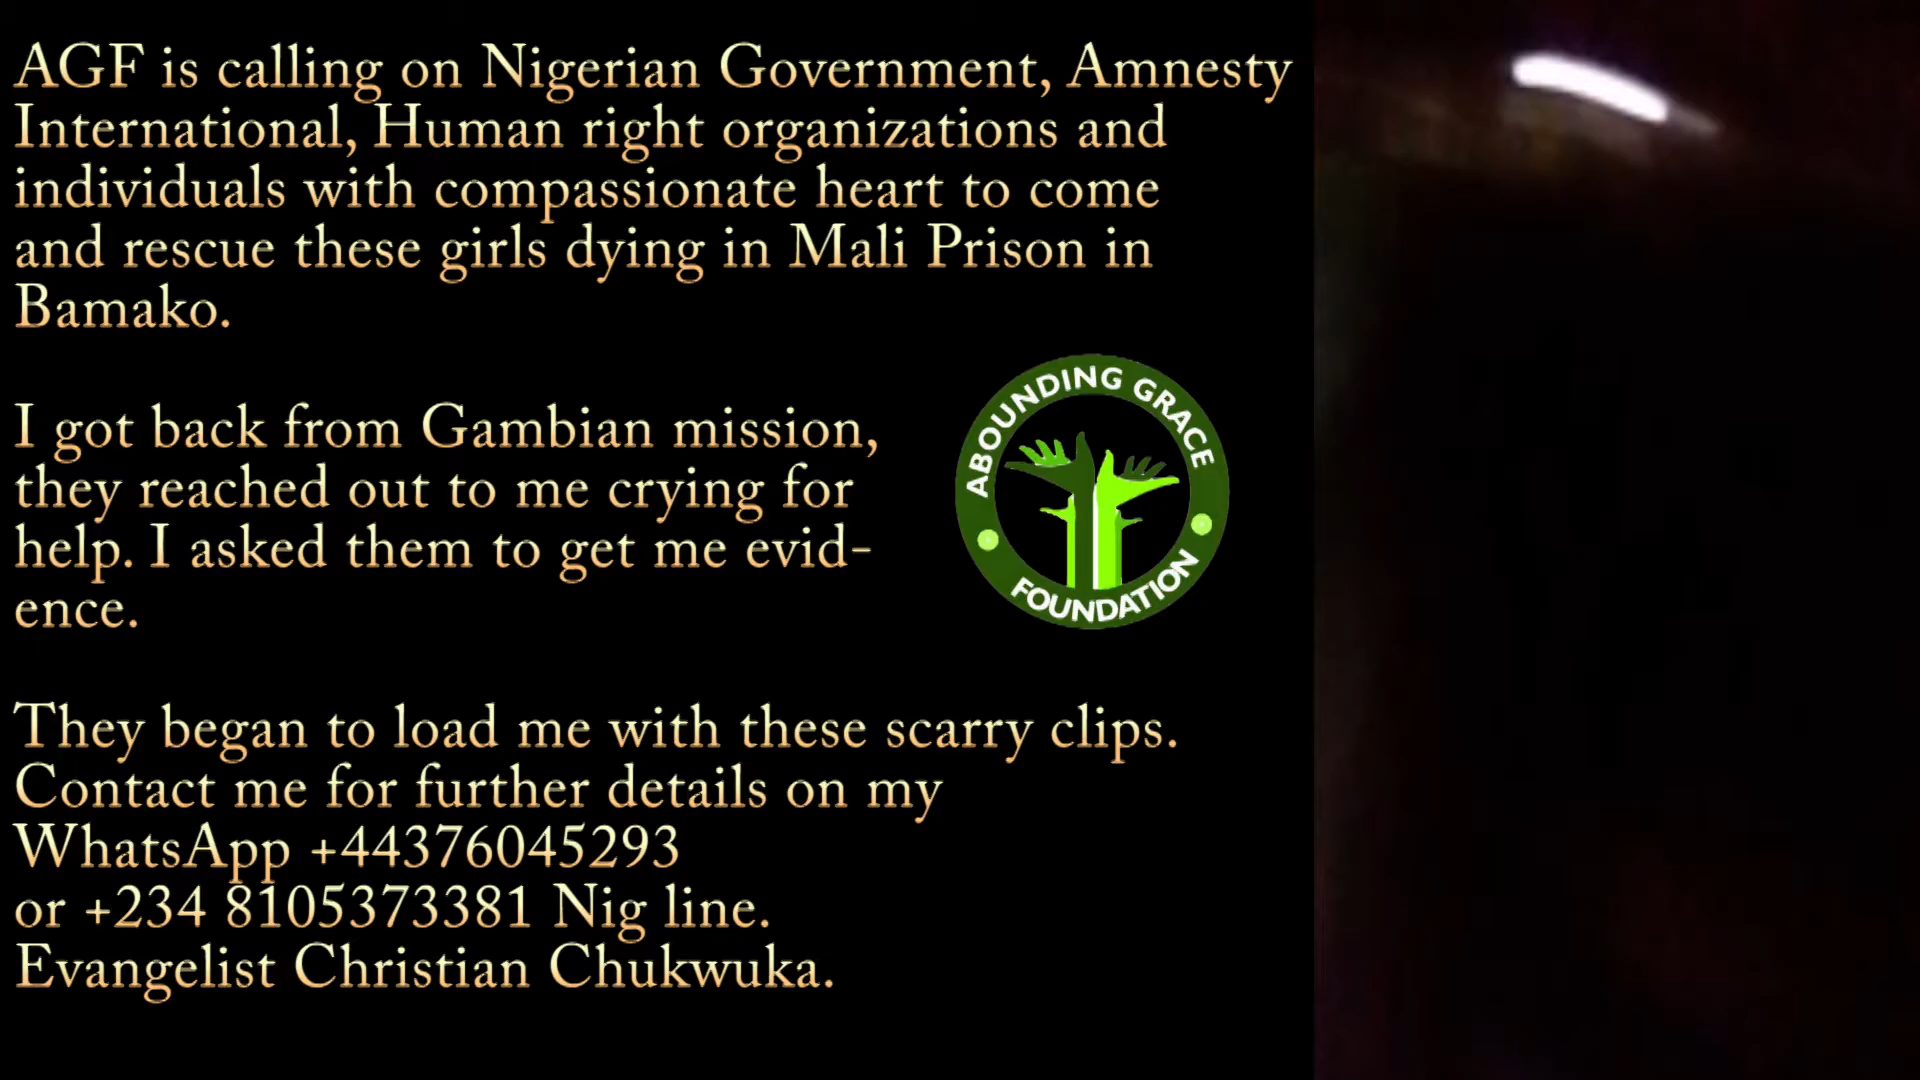 AGF is calling on Nigerian Government, Amnesty
International, Human right organizations and
individuals with compassionate heart to come
and rescue these girls dying in Mali Prison in
Bamako.
I got back from Gambian mission,
they reached out to me crying for
help. I asked them to get me evid-
ence.
ABOUNDING GRACE
FOUNDATION
They began to load me with these scarry clips.
Contact me for further details on my
WhatsApp +44376045293
or +234 8105373381 Nig line.
Evangelist Christian Chukwuka.